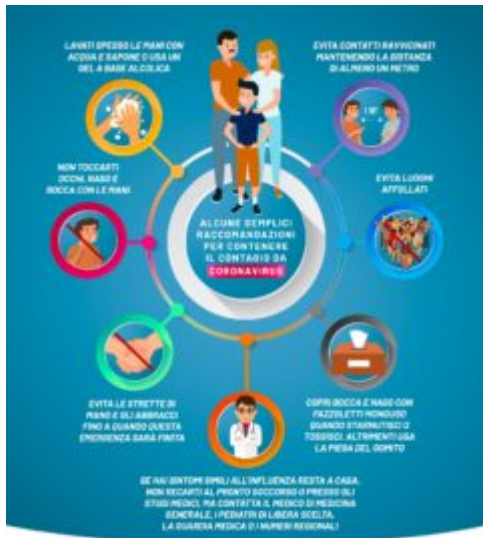 LAVATI SPESSO LE MANI CON
ACQUA E SAPONE O USA UN
GEL A BASE ALCOLICA
EVITA CONTATTI RAVVICINATI
MANTENENDO LA DISTANZA
DI ALMENO UN METRO
NON TOCCARTI
OCCHI, NASO E
BOCCA CON LE MANI
EVITA LUOGHI
AFFOLLATI
ALCUNE SEMPLICI
RACCOMANDAZIONI
PER CONTENERE
IL CONTAGIO DA
CORONAVIRUS
EVITA LE STRETTE DI
MANO E GLI ABBRACCI
FINO A QUANDO QUESTA
EMERGENZA SARÀ FINITA
COPRI BOCCA E NASO CON
FAZZOLETTI MONOUSO
QUANDO STARNUTISCI O
TOSSISCI. ALTRIMENTI USA
LA PIEGA DEL GOMITO
SE HAI SINTOMI SIMILI ALL'INFLUENZA RESTA A CASA,
NON RECARTI AL PRONTO SOCCORSO O PRESSO GLI
STUDI MEDICI, MA CONTATTA IL MEDICO DI MEDICINA
GENERALE, I PEDIATRI DI LIBERA SCELTA,
LA GUARDIA MEDICA O I NUMERI REGIONALI